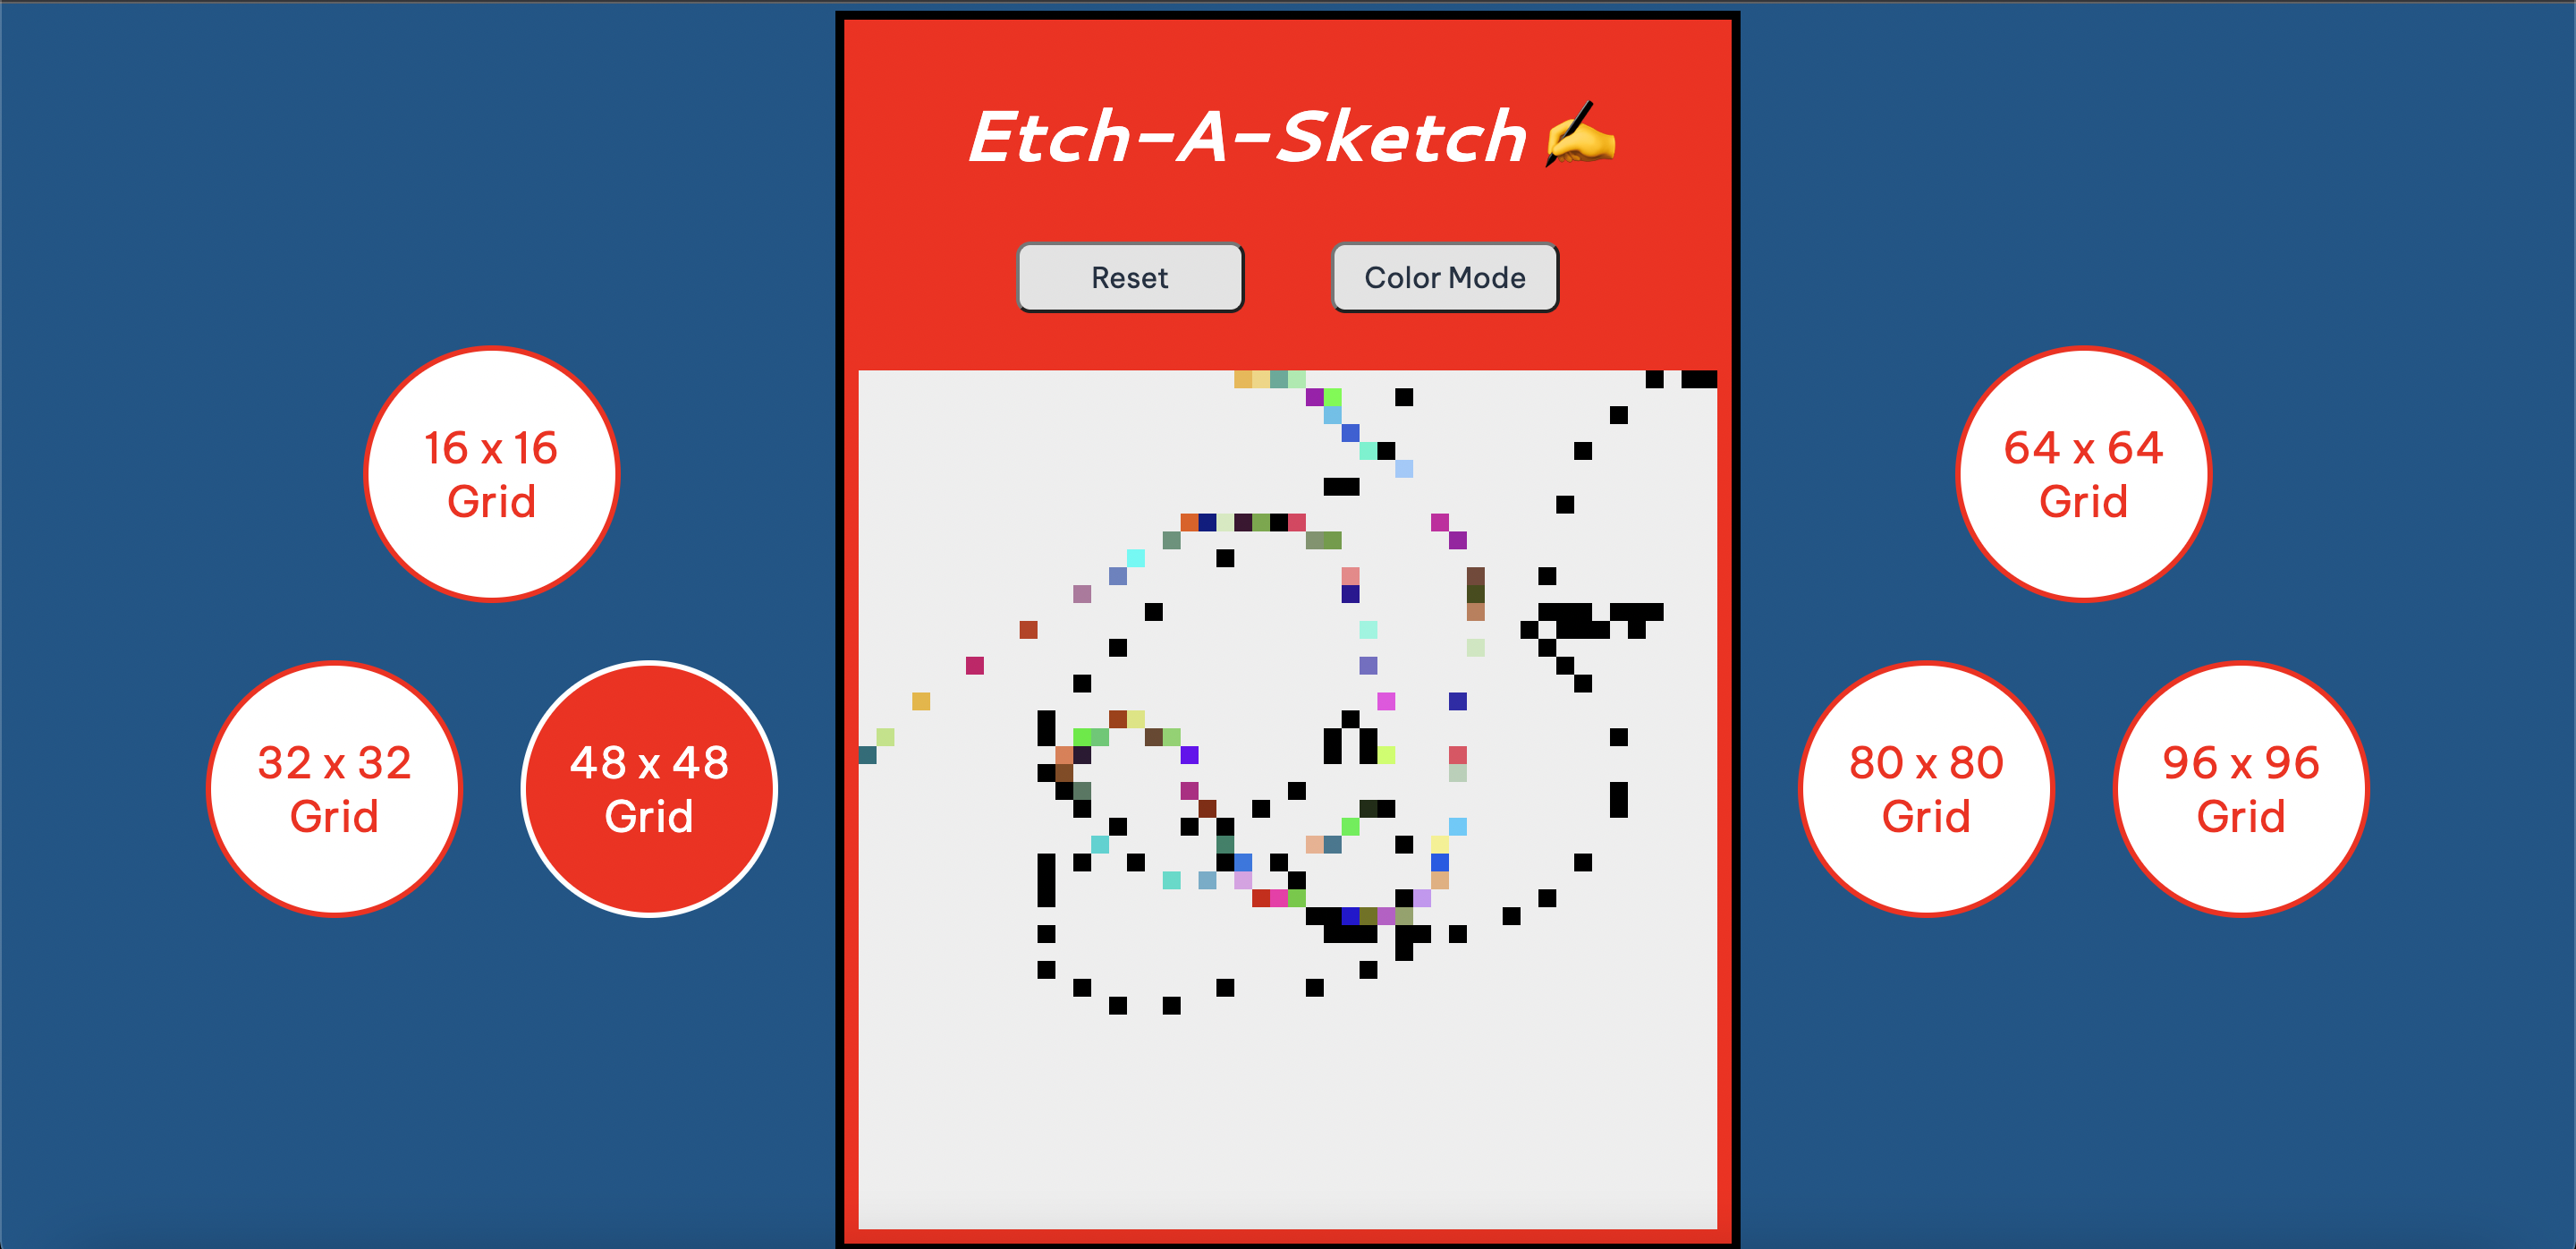 Etch-A-Sketch ✍️
Reset
Color Mode
16 x 16
Grid
32 x 32
Grid
48 x 48
Grid
64 x 64
Grid
80 x 80
Grid
96 x 96
Grid